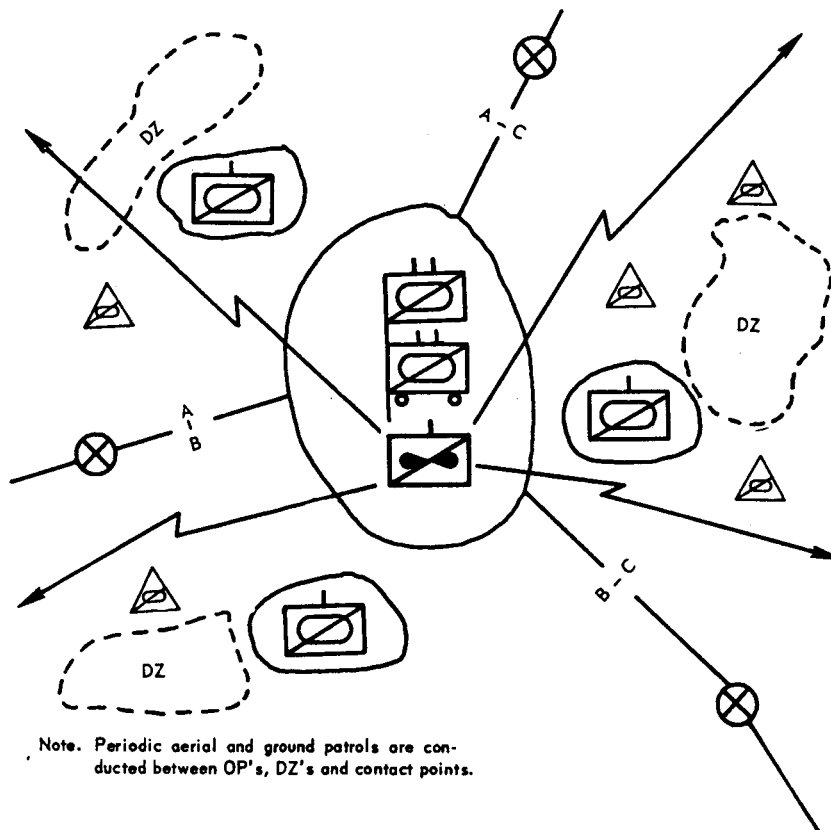 DZ
A - C
DZ
A - B
B - C
DZ
Note. Periodic aerial and ground patrols are con-
ducted between OP's, DZ's and contact points.